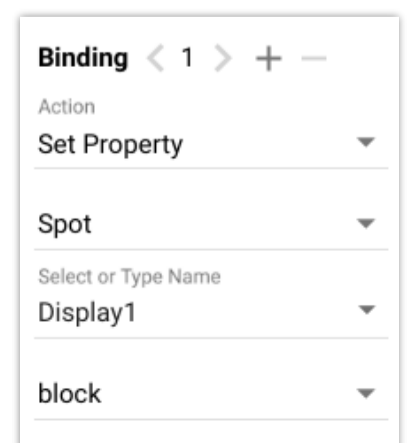 Binding < 1 > + −
Action
Set Property
Spot
Select or Type Name
Display1
block